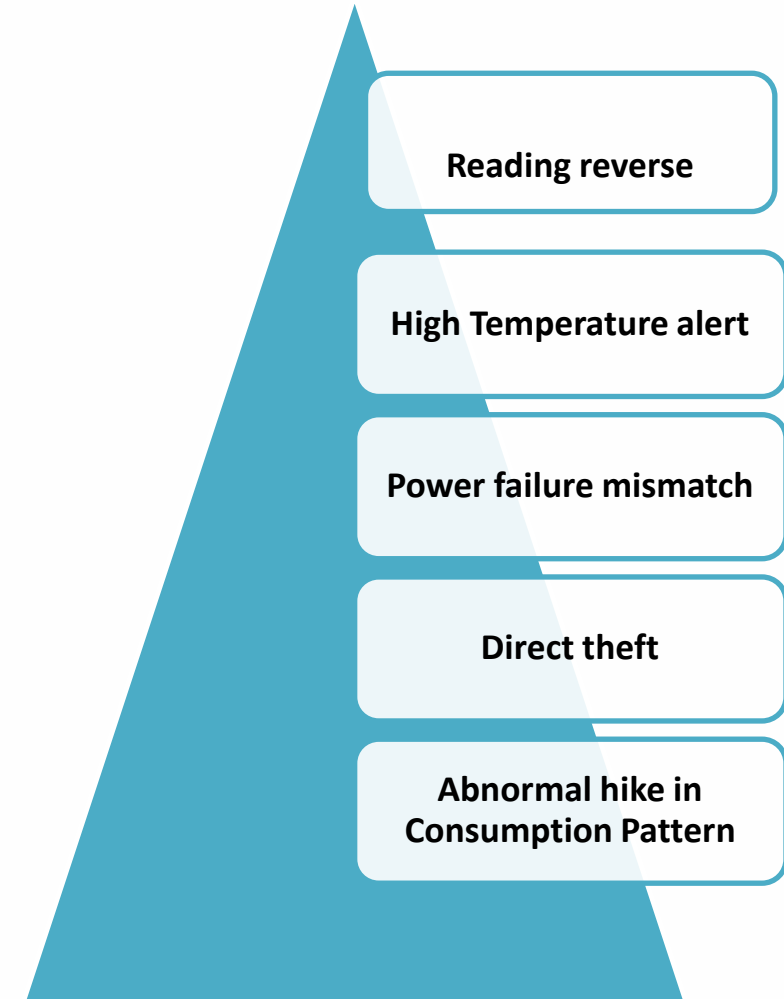 Reading reverse
High Temperature alert
Power failure mismatch
Direct theft
Abnormal hike in
Consumption Pattern